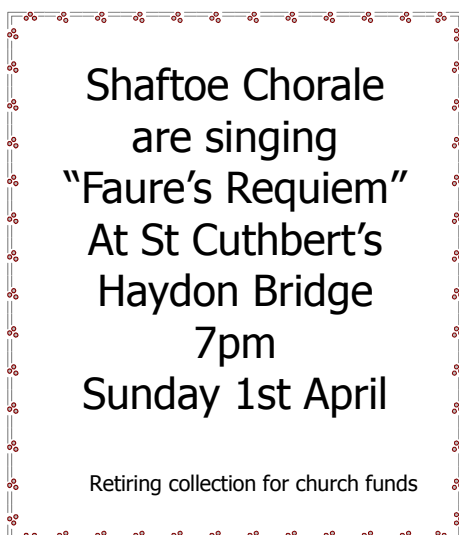 Shaftoe Chorale
are singing
“Faure’s Requiem”
At St Cuthbert’s
Haydon Bridge
7pm
Sunday 1st April
Retiring collection for church funds